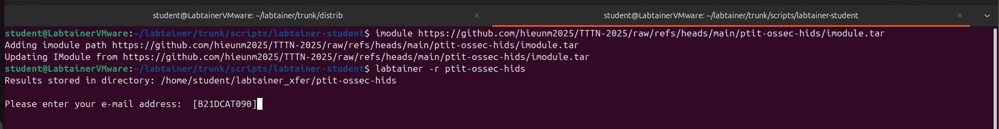 student@LabtainerVMware: ~/labtainer/trunk/distrib
student@LabtainerVMware: ~/labtainer/trunk/scripts/labtainer-student
student@LabtainerVMware:~/labtainer/trunk/scripts/labtainer-student$ imodule https://github.com/hieunm2025/TTTN-2025/raw/refs/heads/main/ptit-ossec-hids/imodule.tar
Adding imodule path https://github.com/hieunm2025/TTTN-2025/raw/refs/heads/main/ptit-ossec-hids/imodule.tar
Updating IModule from https://github.com/hieunm2025/TTTN-2025/raw/refs/heads/main/ptit-ossec-hids/imodule.tar
student@LabtainerVMware:~/labtainer/trunk/scripts/labtainer-student$ labtainer -r ptit-ossec-hids
Results stored in directory: /home/student/labtainer_xfer/ptit-ossec-hids
Please enter your e-mail address:  [B21DCAT090]